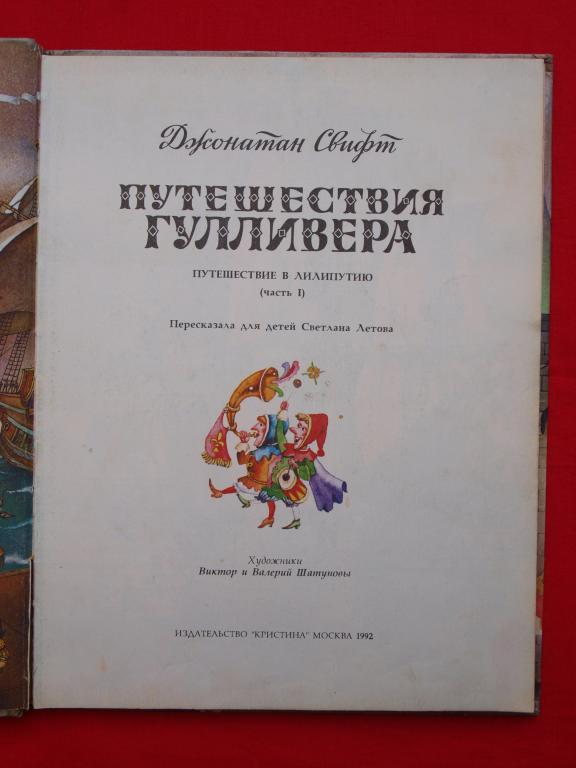 Джонатан Свифт
ПУТЕШЕСТВИЯ
ГУЛЛИВЕРА
ПУТЕШЕСТВИЕ В ЛИЛИПУТИЮ
(часть I)
Пересказала для детей Светлана Летова
Художники
Виктор и Валерий Шатуновы
ИЗДАТЕЛЬСТВО "КРИСТИНА" МОСКВА 1992